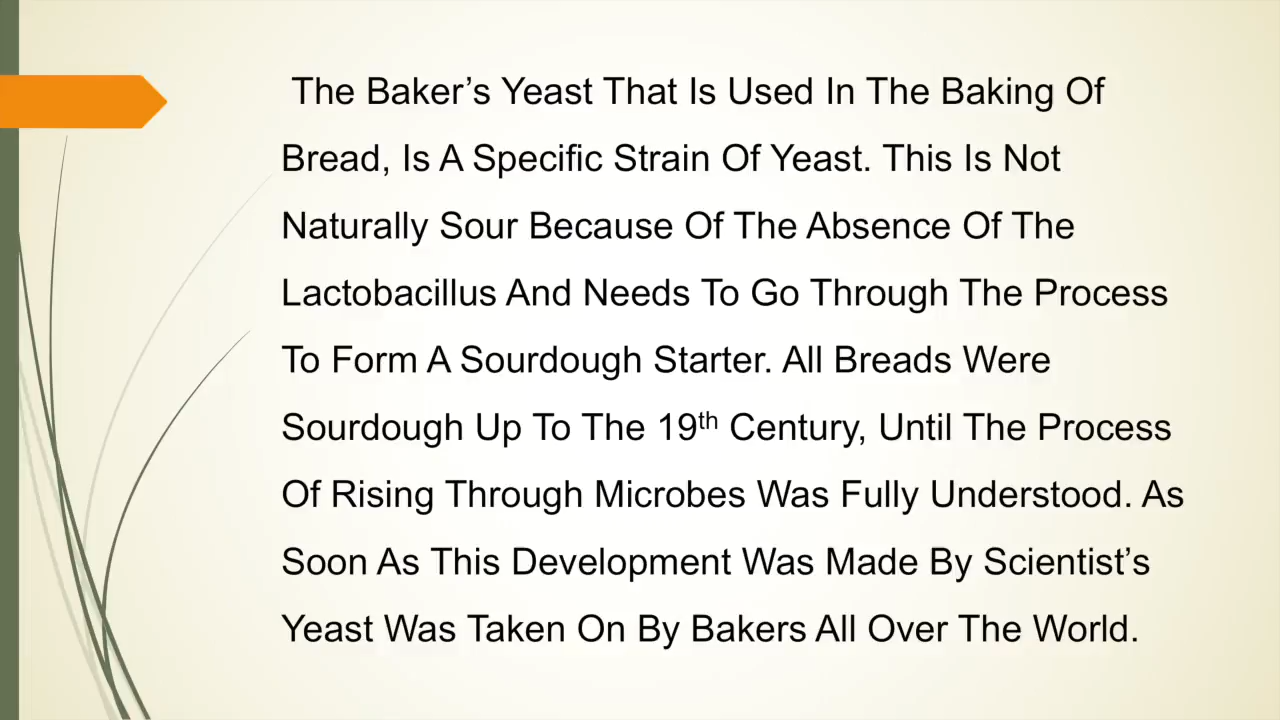 The Baker’s Yeast That Is Used In The Baking Of
Bread, Is A Specific Strain Of Yeast. This Is Not
Naturally Sour Because Of The Absence Of The
Lactobacillus And Needs To Go Through The Process
To Form A Sourdough Starter. All Breads Were
Sourdough Up To The 19th Century, Until The Process
Of Rising Through Microbes Was Fully Understood. As
Soon As This Development Was Made By Scientist’s
Yeast Was Taken On By Bakers All Over The World.